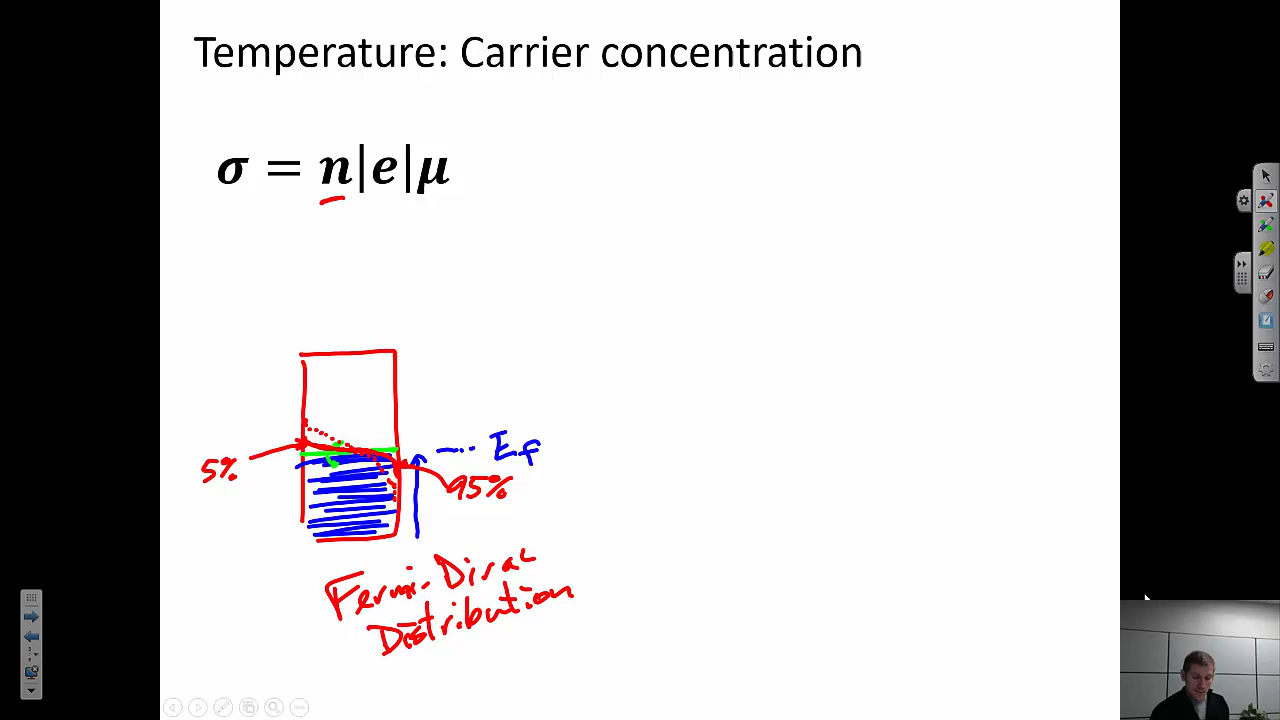 Temperature: Carrier concentration
σ = n|e|μ
Ef
5%
95%
Fermi-Dirac
Distribution